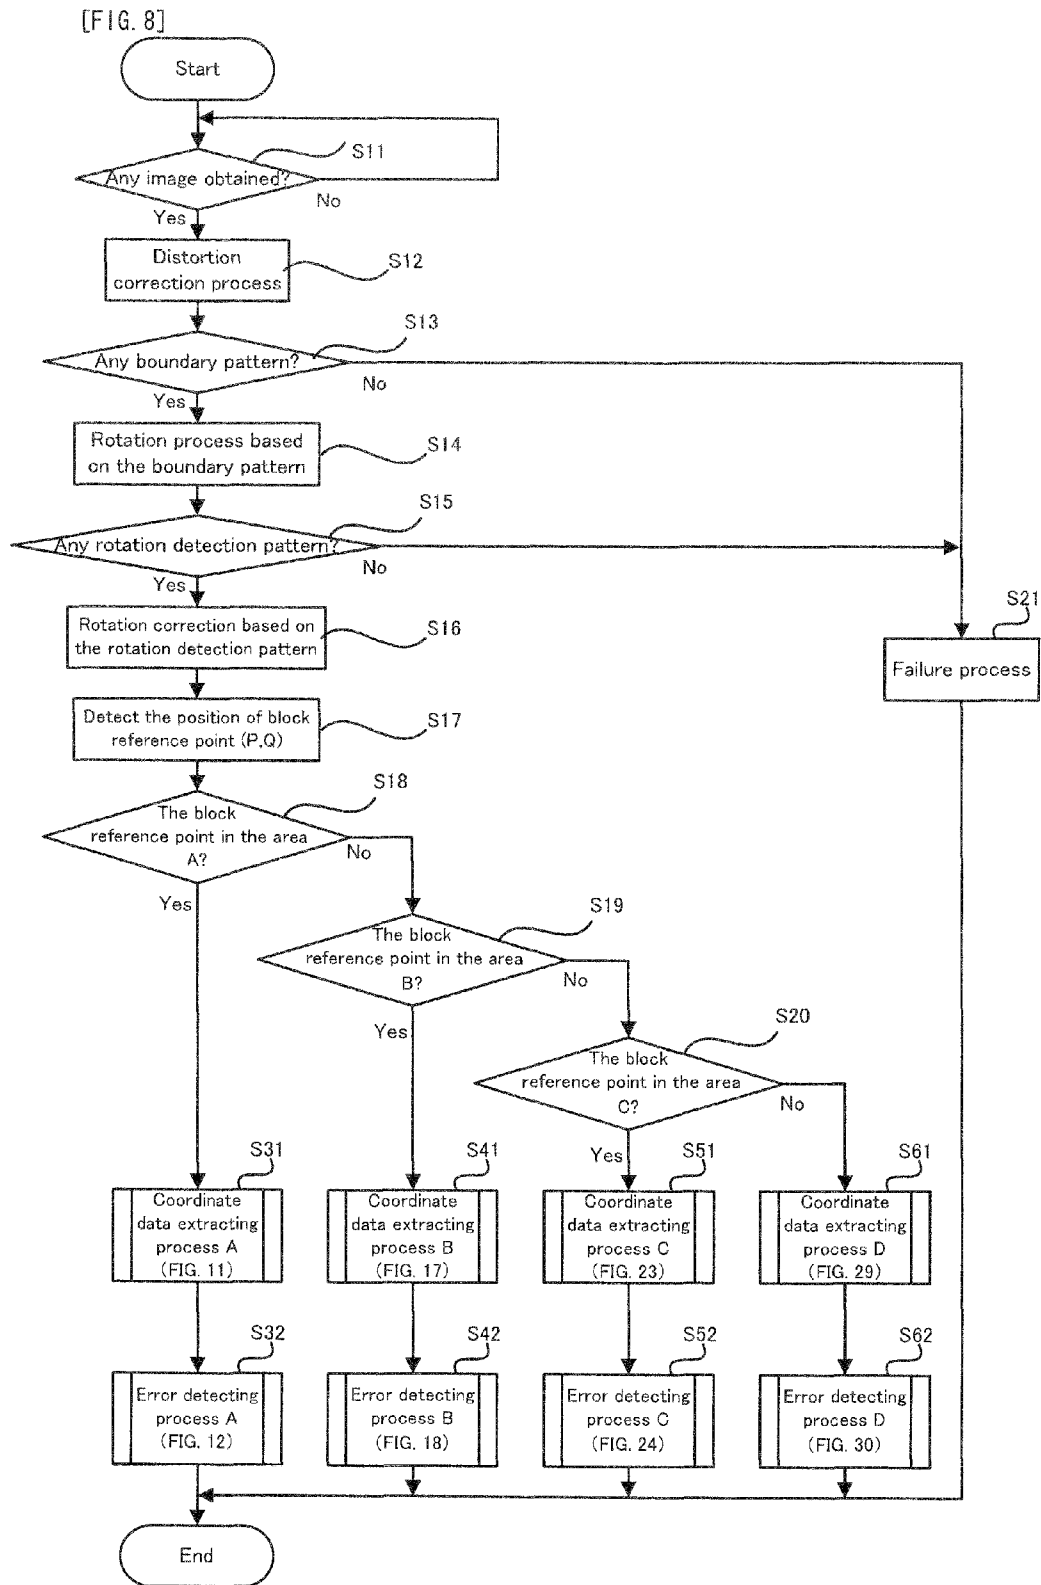 [FIG. 8]
Start
S11
Any image obtained?
No
Yes
Distortion
correction process
S12
S13
Any boundary pattern?
No
Yes
Rotation process based
on the boundary pattern
S14
S15
Any rotation detection pattern?
No
Yes
Rotation correction based on
the rotation detection pattern
S16
S21
Failure process
Detect the position of block
reference point (P,Q)
S17
S18
The block
reference point in the area
A?
No
Yes
S19
The block
reference point in the area
B?
No
Yes
S20
The block
reference point in the area
C?
No
Yes
S31
Coordinate
data extracting
process A
(FIG. 11)
S41
Coordinate
data extracting
process B
(FIG. 17)
S51
Coordinate
data extracting
process C
(FIG. 23)
S61
Coordinate
data extracting
process D
(FIG. 29)
S32
Error detecting
process A
(FIG. 12)
S42
Error detecting
process B
(FIG. 18)
S52
Error detecting
process C
(FIG. 24)
S62
Error detecting
process D
(FIG. 30)
End